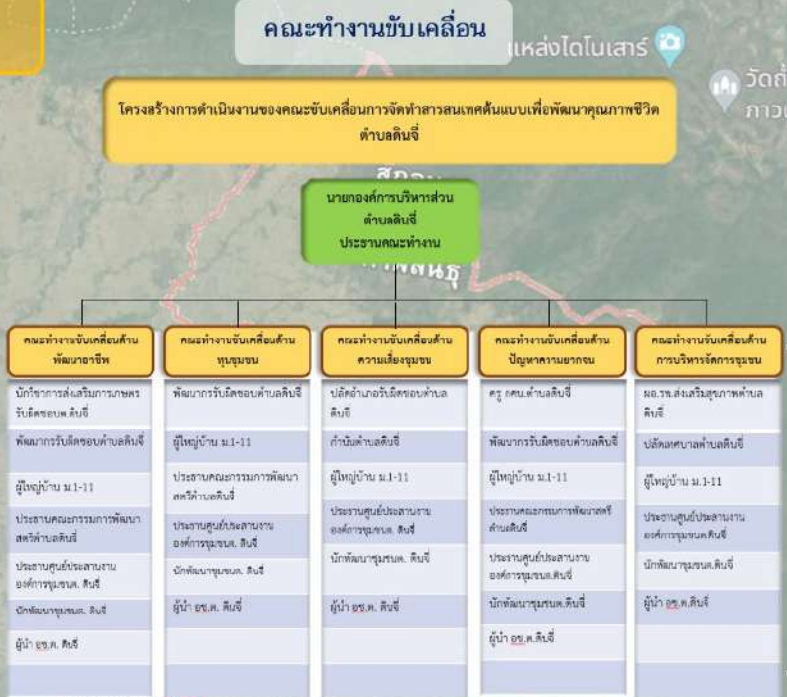 คณะทำงานขับเคลื่อน
แหล่งไดโนเสาร์
โครงสร้างการดำเนินงานของคณะขับเคลื่อนการจัดทำสารสนเทศต้นแบบเพื่อพัฒนาคุณภาพชีวิต
ตำบลดินจี่
นายกองค์การบริหารส่วน
ตำบลดินจี่
ประธานคณะทำงาน
คณะทำงานขับเคลื่อนด้าน
พัฒนาอาชีพ
นักวิชาการส่งเสริมการเกษตร
รับผิดชอบต.ดินจี่
พัฒนากรรับผิดชอบตำบลดินจี่
ผู้ใหญ่บ้าน ม.1-11
ประธานคณะกรรมการพัฒนา
สตรีตำบลดินจี่
ประธานศูนย์ประสานงาน
องค์การชุมชนต. ดินจี่
นักพัฒนาชุมชนต. ดินจี่
ผู้นำ อช.ต. ดินจี่
คณะทำงานขับเคลื่อนด้าน
ทุนชุมชน
พัฒนากรรับผิดชอบตำบลดินจี่
ผู้ใหญ่บ้าน ม.1-11
ประธานคณะกรรมการพัฒนา
สตรีตำบลดินจี่
ประธานศูนย์ประสานงาน
องค์การชุมชนต. ดินจี่
นักพัฒนาชุมชนต. ดินจี่
ผู้นำ อช.ต. ดินจี่
คณะทำงานขับเคลื่อนด้าน
ความเสี่ยงชุมชน
ปลัดอำเภอรับผิดชอบตำบล
ดินจี่
กำนันตำบลดินจี่
ผู้ใหญ่บ้าน ม.1-11
ประธานศูนย์ประสานงาน
องค์การชุมชนต. ดินจี่
นักพัฒนาชุมชนต. ดินจี่
ผู้นำ อช.ต. ดินจี่
คณะทำงานขับเคลื่อนด้าน
ปัญหาความยากจน
ครู กศน.ตำบลดินจี่
พัฒนากรรับผิดชอบตำบลดินจี่
ผู้ใหญ่บ้าน ม.1-11
ประธานคณะกรรมการพัฒนาสตรี
ตำบลดินจี่
ประธานศูนย์ประสานงาน
องค์การชุมชนต.ดินจี่
นักพัฒนาชุมชนต.ดินจี่
ผู้นำ อช.ต.ดินจี่
คณะทำงานขับเคลื่อนด้าน
การบริหารจัดการชุมชน
ผอ.รพ.ส่งเสริมสุขภาพตำบล
ดินจี่
ปลัดเทศบาลตำบลดินจี่
ผู้ใหญ่บ้าน ม.1-11
ประธานศูนย์ประสานงาน
องค์การชุมชนต.ดินจี่
นักพัฒนาชุมชนต.ดินจี่
ผู้นำ อช.ต.ดินจี่